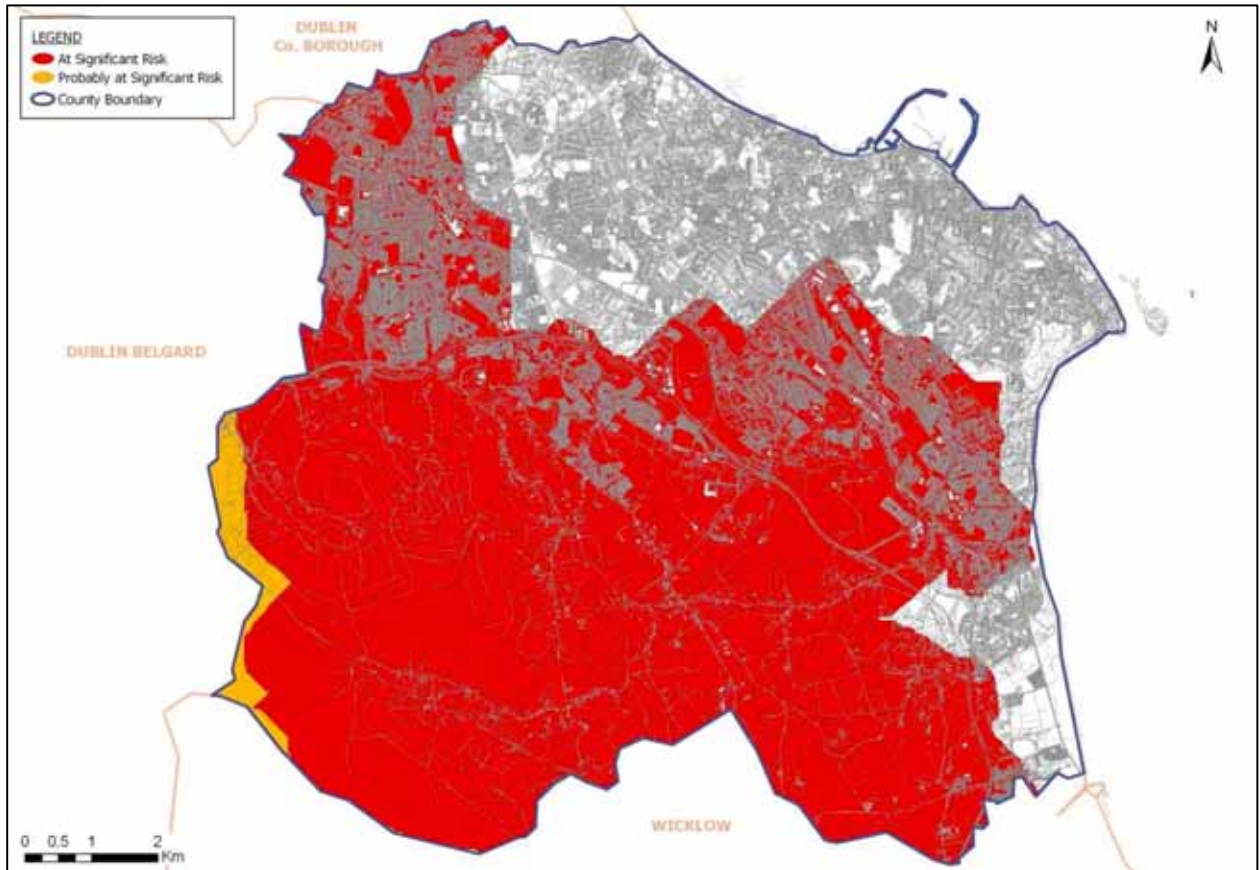 DUBLIN
Co. BOROUGH
N
LEGEND
At Significant Risk
Probably at Significant Risk
County Boundary
DUBLIN BELGARD
WICKLOW
0 0,5 1 2
Km